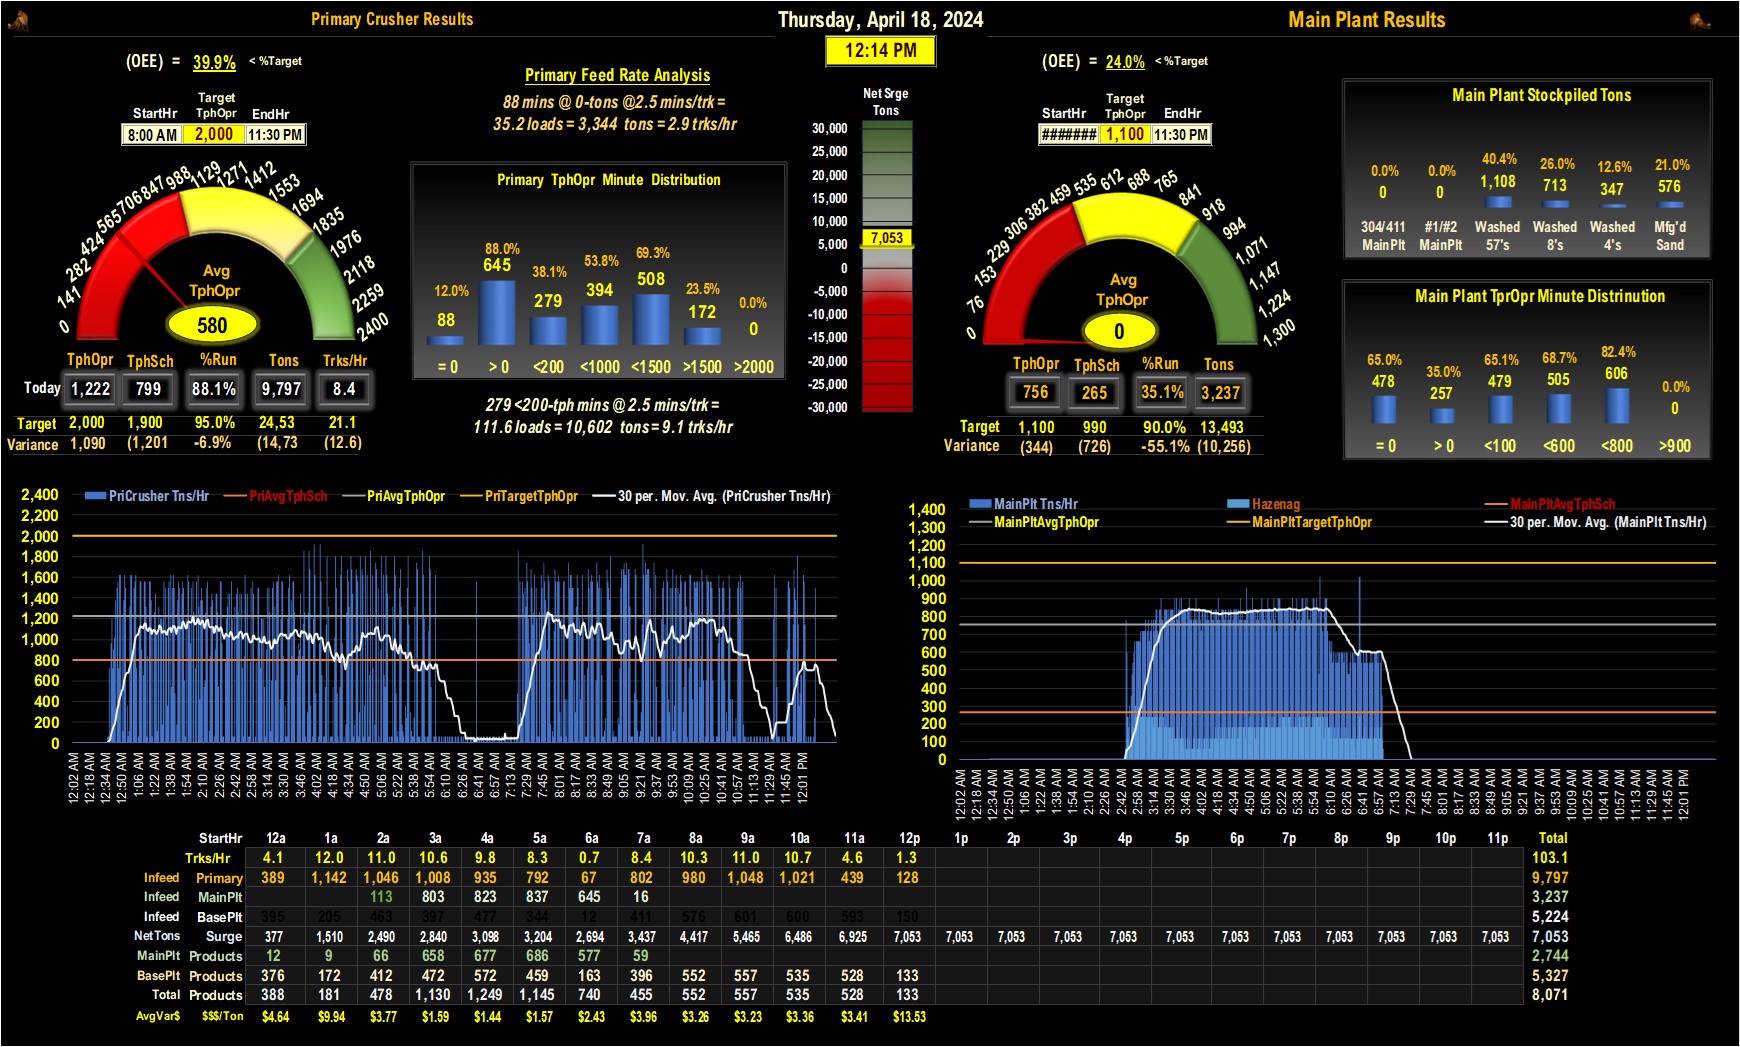 Primary Crusher Results
Thursday, April 18, 2024
Main Plant Results
12:14 PM
(OEE) = 39.9% < %Target
Target
StartHr TphOpr EndHr
8:00 AM 2,000 11:30 PM
Primary Feed Rate Analysis
88 mins @ 0-tons @2.5 mins/trk =
35.2 loads = 3,344 tons = 2.9 trks/hr
0 141 282 424 565 706 847 988 1129 1271 1412 1553 1694 1835 1976 2118 2259 2400
Avg
TphOpr
580
TphOpr TphSch %Run Tons Trks/Hr
Today 1,222 799 88.1% 9,797 8.4
Target 2,000 1,900 95.0% 24,53 21.1
Variance 1,090 (1,201 -6.9% (14,73 (12.6)
Primary TphOpr Minute Distribution
12.0% 88.0% 38.1% 53.8% 69.3% 23.5% 0.0%
88 645 279 394 508 172 0
= 0 > 0 <200 <1000 <1500 >1500 >2000
279 <200-tph mins @ 2.5 mins/trk =
111.6 loads = 10,602 tons = 9.1 trks/hr
Net Srge
Tons
30,000
25,000
20,000
15,000
10,000
7,053
5,000
0
-5,000
-10,000
-15,000
-20,000
-25,000
-30,000
(OEE) = 24.0% < %Target
Target
StartHr TphOpr EndHr
####### 1,100 11:30 PM
0 76 153 229 306 382 459 535 612 688 765 841 918 994 1,071 1,147 1,224 1,300
Avg
TphOpr
0
TphOpr TphSch %Run Tons
756 265 35.1% 3,237
Target 1,100 990 90.0% 13,493
Variance (344) (726) -55.1% (10,256)
Main Plant Stockpiled Tons
0.0% 0.0% 40.4% 26.0% 12.6% 21.0%
0 0 1,108 713 347 576
304/411 #1/#2 Washed Washed Washed Mfg'd
MainPlt MainPlt 57's 8's 4's Sand
Main Plant TprOpr Minute Distrinution
65.0% 35.0% 65.1% 68.7% 82.4% 0.0%
478 257 479 505 606 0
= 0 > 0 <100 <600 <800 >900
PriCrusher Tns/Hr PriAvgTphSch PriAvgTphOpr PriTargetTphOpr 30 per. Mov. Avg. (PriCrusher Tns/Hr)
2,400
2,200
2,000
1,800
1,600
1,400
1,200
1,000
800
600
400
200
0
12:02 AM 12:18 AM 12:34 AM 12:50 AM 1:06 AM 1:22 AM 1:38 AM 1:54 AM 2:10 AM 2:26 AM 2:42 AM 2:58 AM 3:14 AM 3:30 AM 3:46 AM 4:02 AM 4:18 AM 4:34 AM 4:50 AM 5:06 AM 5:22 AM 5:38 AM 5:54 AM 6:10 AM 6:26 AM 6:41 AM 6:57 AM 7:13 AM 7:29 AM 7:45 AM 8:01 AM 8:17 AM 8:33 AM 8:49 AM 9:05 AM 9:21 AM 9:37 AM 9:53 AM 10:09 AM 10:25 AM 10:41 AM 10:57 AM 11:13 AM 11:29 AM 11:45 AM 12:01 PM
MainPlt Tns/Hr Hazenag MainPltAvgTphSch
MainPltAvgTphOpr MainPltTargetTphOpr 30 per. Mov. Avg. (MainPlt Tns/Hr)
1,400
1,300
1,200
1,100
1,000
900
800
700
600
500
400
300
200
100
0
12:02 AM 12:18 AM 12:34 AM 12:50 AM 1:06 AM 1:22 AM 1:38 AM 1:54 AM 2:10 AM 2:26 AM 2:42 AM 2:58 AM 3:14 AM 3:30 AM 3:46 AM 4:02 AM 4:18 AM 4:34 AM 4:50 AM 5:06 AM 5:22 AM 5:38 AM 5:54 AM 6:10 AM 6:26 AM 6:41 AM 6:57 AM 7:29 AM 7:45 AM 8:01 AM 8:17 AM 8:33 AM 8:49 AM 9:05 AM 9:21 AM 9:37 AM 9:53 AM 10:09 AM 10:25 AM 10:41 AM 10:57 AM 11:13 AM 11:29 AM 11:45 AM 12:01 PM
StartHr 12a 1a 2a 3a 4a 5a 6a 7a 8a 9a 10a 11a 12p 1p 2p 3p 4p 5p 6p 7p 8p 9p 10p 11p Total
Trks/Hr 4.1 12.0 11.0 10.6 9.8 8.3 0.7 8.4 10.3 11.0 10.7 4.6 1.3 103.1
Infeed Primary 389 1,142 1,046 1,008 935 792 67 802 980 1,048 1,021 439 128 9,797
Infeed MainPlt 113 803 823 837 645 16 3,237
Infeed BasePlt 395 205 463 397 477 344 12 411 576 601 600 593 150 5,224
NetTons Surge 377 1,510 2,490 2,840 3,098 3,204 2,694 3,437 4,417 5,465 6,486 6,925 7,053 7,053 7,053 7,053 7,053 7,053 7,053 7,053 7,053 7,053 7,053 7,053 7,053
MainPlt Products 12 9 66 658 677 686 577 59 2,744
BasePlt Products 376 172 412 472 572 459 163 396 552 557 535 528 133 5,327
Total Products 388 181 478 1,130 1,249 1,145 740 455 552 557 535 528 133 8,071
AvgVar$ $$$/Ton $4.64 $9.94 $3.77 $1.59 $1.44 $1.57 $2.43 $3.96 $3.26 $3.23 $3.36 $3.41 $13.53